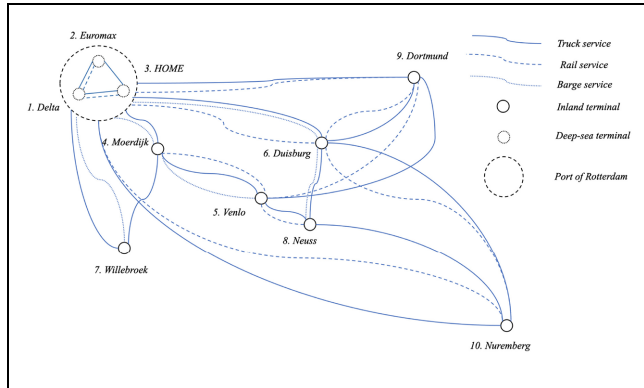 2. Euromax
3. HOME
1. Delta
4. Moerdijk
5. Venlo
6. Duisburg
7. Willebroek
8. Neuss
9. Dortmund
10. Nuremberg
Truck service
Rail service
Barge service
Inland terminal
Deep-sea terminal
Port of Rotterdam